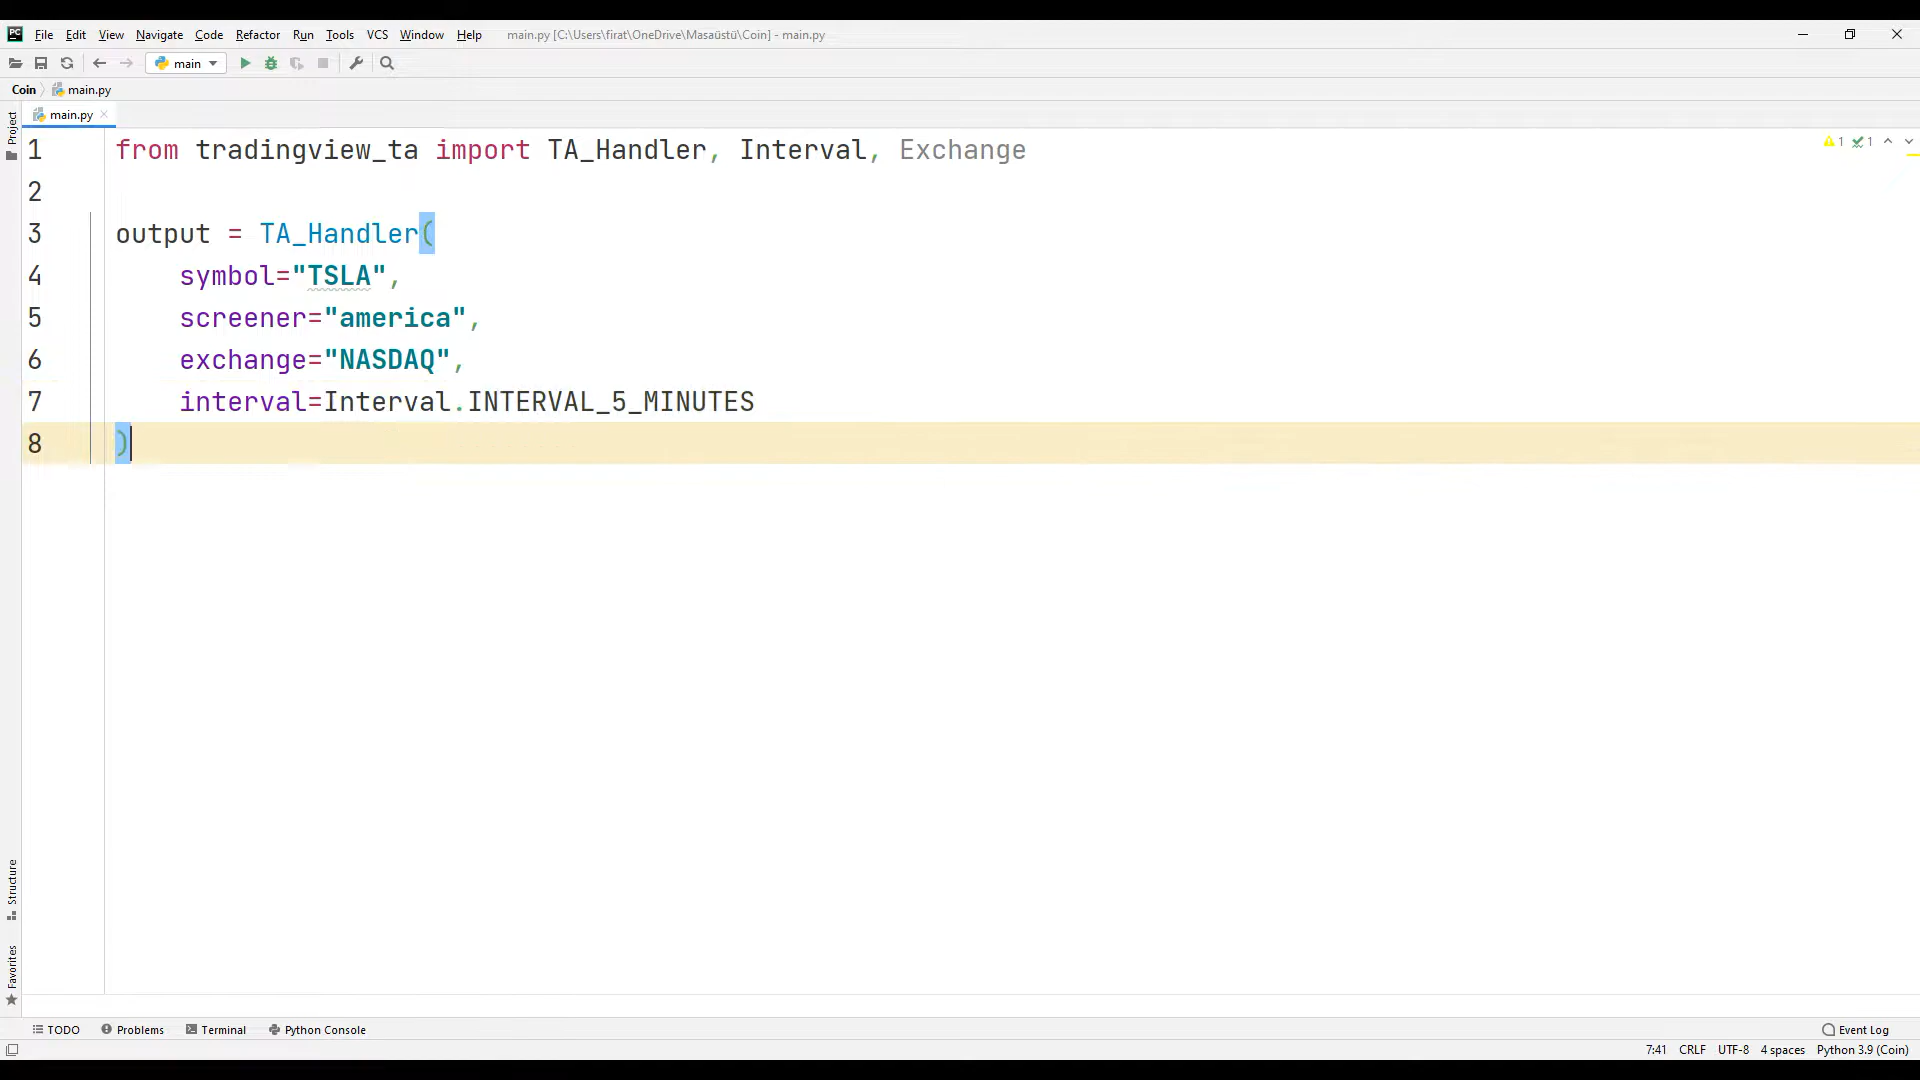 PC File Edit View Navigate Code Refactor Run Tools VCS Window Help main.py [C:\Users\firat\OneDrive\Masaüstü\Coin] - main.py
main
Coin main.py
main.py
Project
1 from tradingview_ta import TA_Handler, Interval, Exchange
1 1
2
3 output = TA_Handler(
4 symbol="TSLA",
5 screener="america",
6 exchange="NASDAQ",
7 interval=Interval.INTERVAL_5_MINUTES
8 )
Structure
Favorites
TODO Problems Terminal Python Console Event Log
7:41 CRLF UTF-8 4 spaces Python 3.9 (Coin)